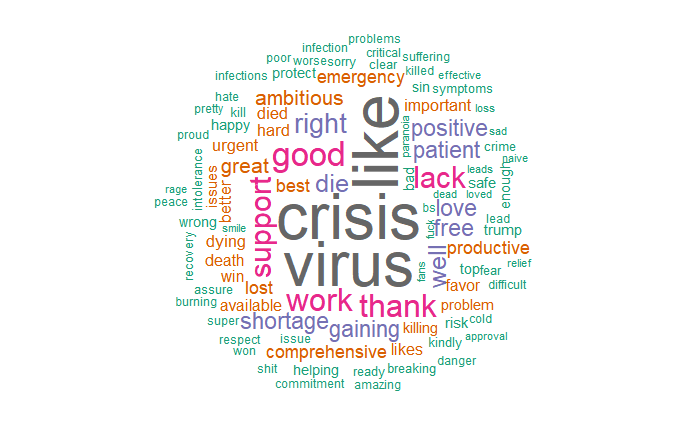 problems
infection critical
poor worse sorry clear suffering
infections protect emergency killed effective
sin symptoms
hate ambitious important loss
pretty kill died right paranoia positive sad
proud happy hard like crime
urgent good patient naive
intolerance issues great lack leads
rage best die bad safe enough
peace better support dead loved
wrong crisis bs love lead
smile fuck free trump
recovery dying well productive
death virus fans relief
win top fear
assure lost favor difficult
burning available work thank problem
super shortage gaining killing risk cold
respect issue approval
won comprehensive likes kindly
shit helping ready breaking danger
commitment amazing